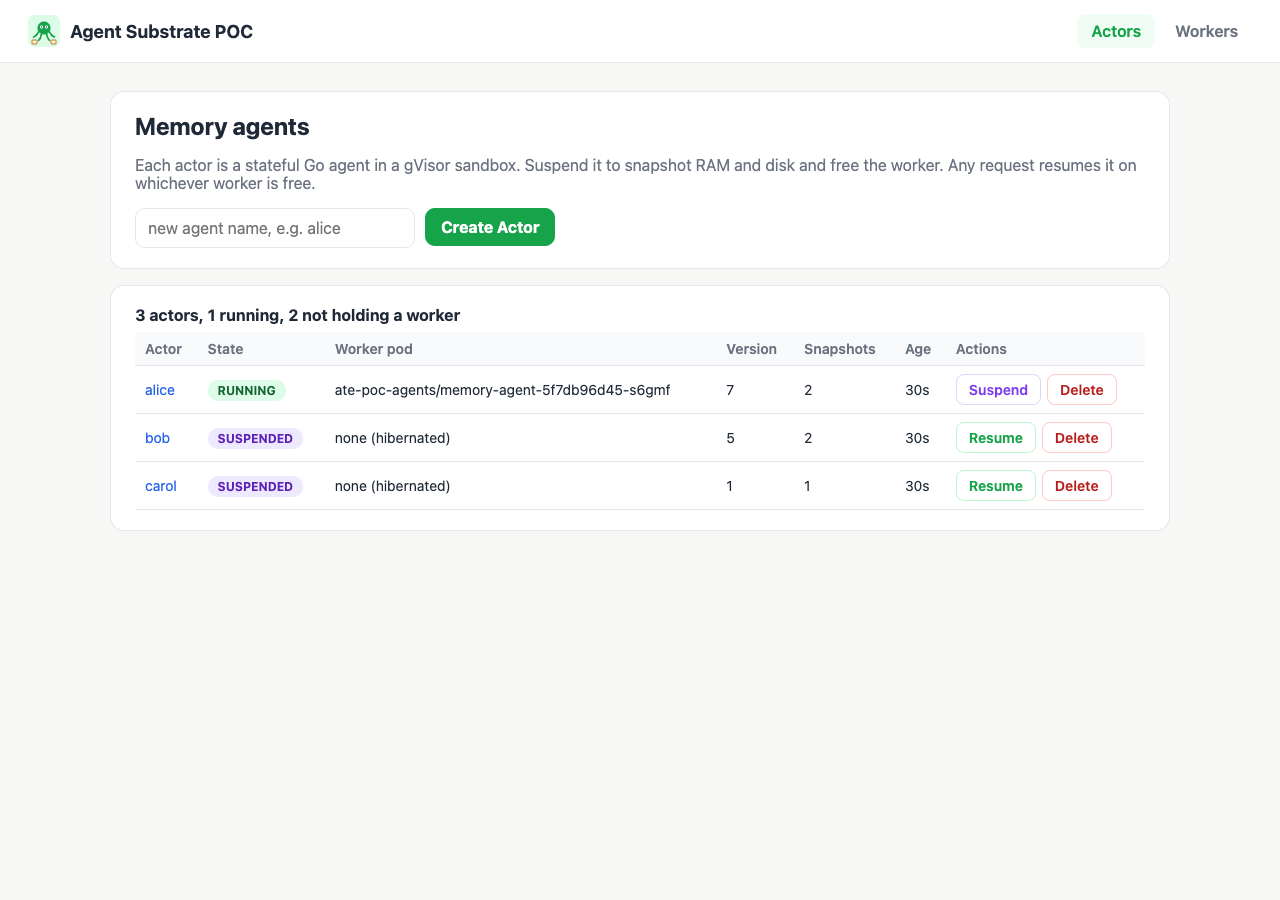 Agent Substrate POC
Actors
Workers
Memory agents
Each actor is a stateful Go agent in a gVisor sandbox. Suspend it to snapshot RAM and disk and free the worker. Any request resumes it on
whichever worker is free.
new agent name, e.g. alice
Create Actor
3 actors, 1 running, 2 not holding a worker
Actor State Worker pod Version Snapshots Age Actions
alice RUNNING ate-poc-agents/memory-agent-5f7db96d45-s6gmf 7 2 30s Suspend Delete
bob SUSPENDED none (hibernated) 5 2 30s Resume Delete
carol SUSPENDED none (hibernated) 1 1 30s Resume Delete